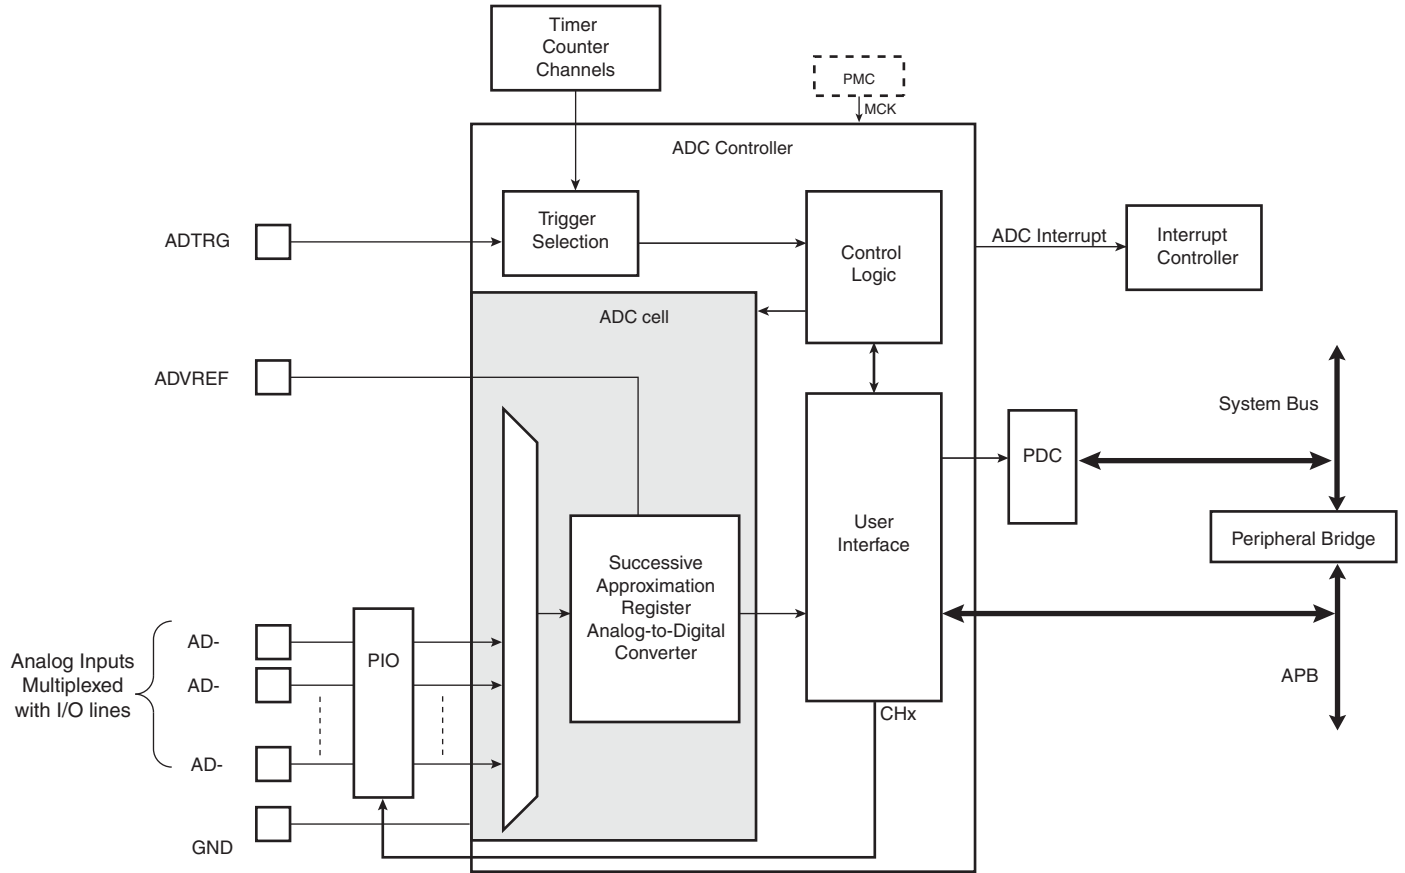 Timer
Counter
Channels
PMC
MCK
ADC Controller
ADTRG
Trigger
Selection
Control
Logic
ADC Interrupt
Interrupt
Controller
ADC cell
ADVREF
System Bus
PDC
User
Interface
Peripheral Bridge
Successive
Approximation
Register
Analog-to-Digital
Converter
Analog Inputs
Multiplexed
with I/O lines
AD-
AD-
AD-
PIO
APB
CHx
GND